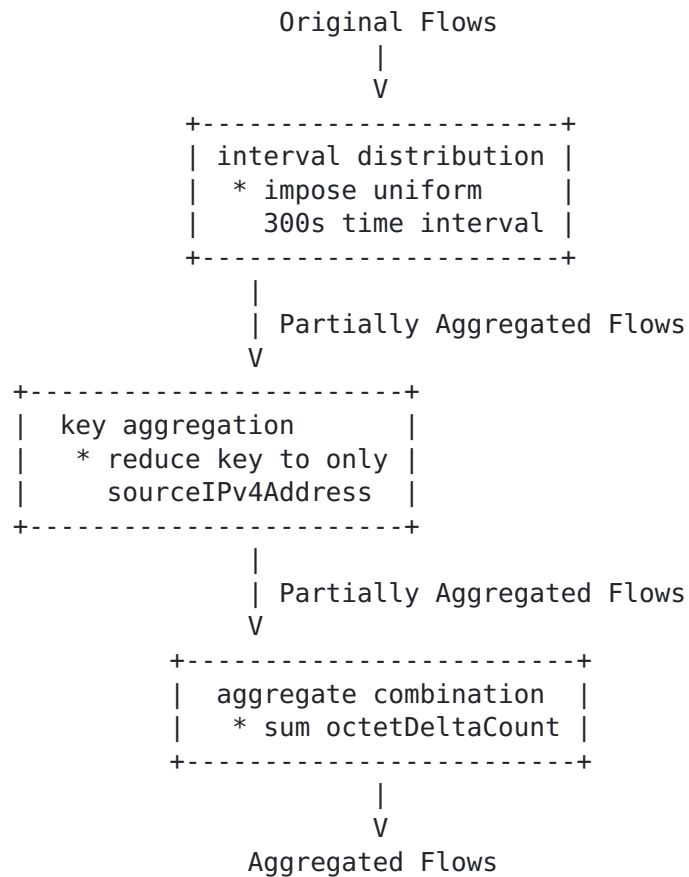 Original Flows
|
V
+-----------------------+
| interval distribution |
| * impose uniform |
| 300s time interval |
+-----------------------+
|
| Partially Aggregated Flows
V
+------------------------+
| key aggregation |
| * reduce key to only |
| sourceIPv4Address |
+------------------------+
|
| Partially Aggregated Flows
V
+-------------------------+
| aggregate combination |
| * sum octetDeltaCount |
+-------------------------+
|
V
Aggregated Flows